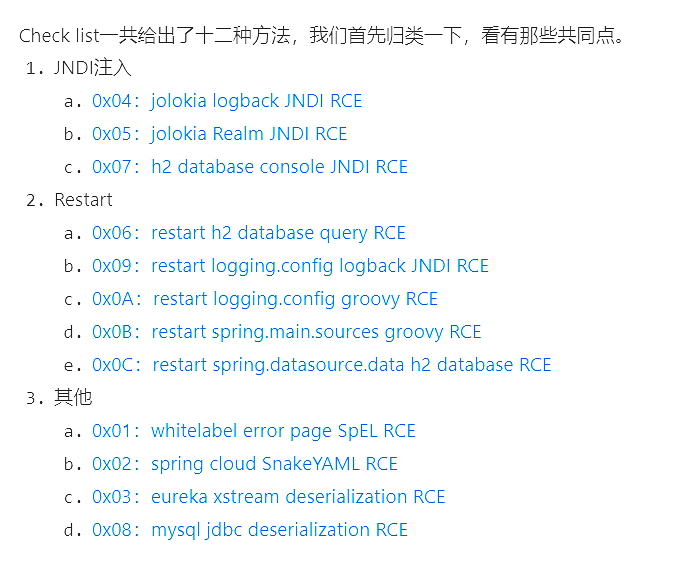 Check list一共给出了十二种方法，我们首先归类一下，看有那些共同点。
1. JNDI注入
a. 0x04：jolokia logback JNDI RCE
b. 0x05：jolokia Realm JNDI RCE
c. 0x07：h2 database console JNDI RCE
2. Restart
a. 0x06：restart h2 database query RCE
b. 0x09：restart logging.config logback JNDI RCE
c. 0x0A：restart logging.config groovy RCE
d. 0x0B：restart spring.main.sources groovy RCE
e. 0x0C：restart spring.datasource.data h2 database RCE
3. 其他
a. 0x01：whitelabel error page SpEL RCE
b. 0x02：spring cloud SnakeYAML RCE
c. 0x03：eureka xstream deserialization RCE
d. 0x08：mysql jdbc deserialization RCE